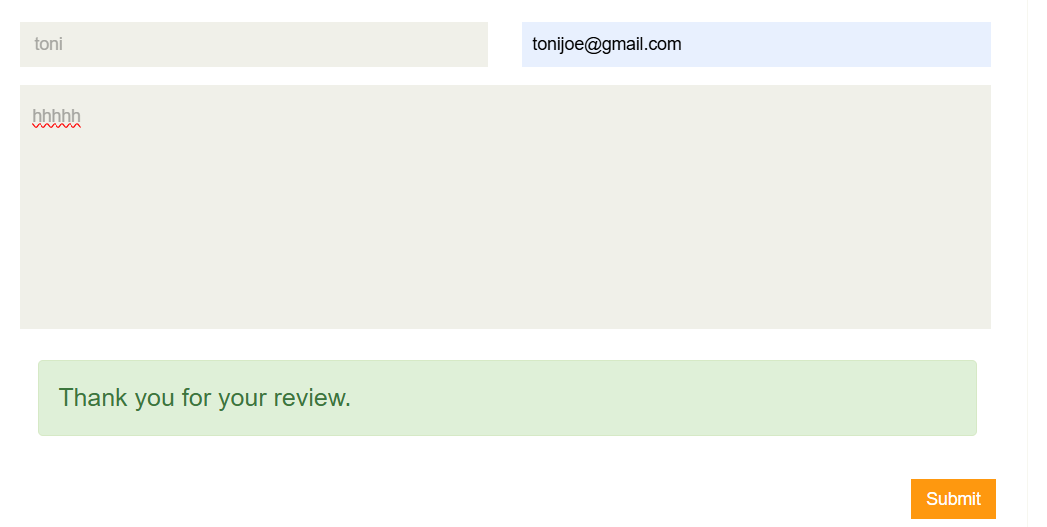 toni
tonijoe@gmail.com
hhhhh
Thank you for your review.
Submit